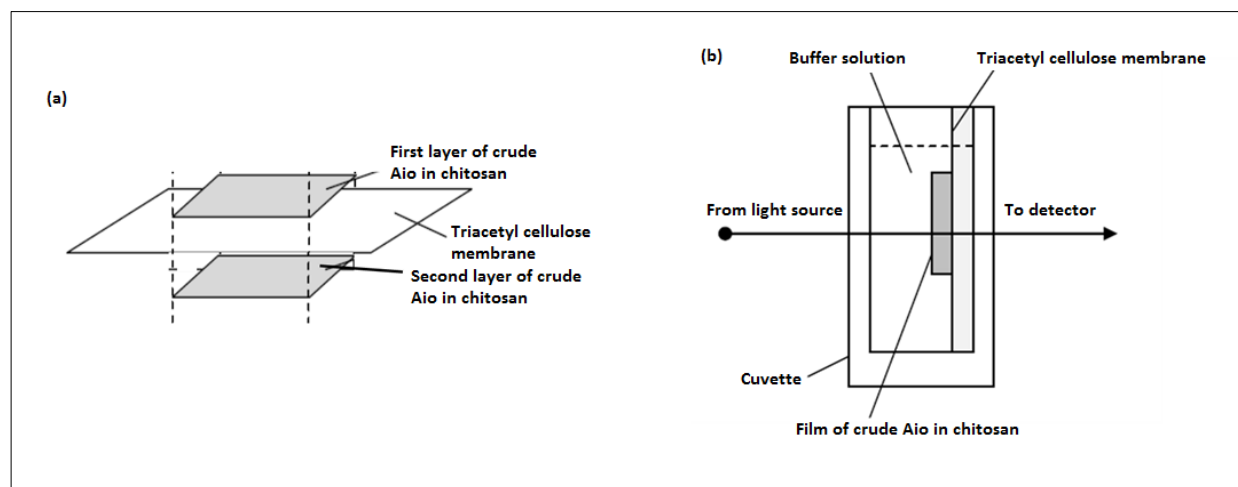 (a)
First layer of crude
Aio in chitosan
Triacetyl cellulose
membrane
Second layer of crude
Aio in chitosan
(b)
Buffer solution
Triacetyl cellulose membrane
From light source
To detector
Cuvette
Film of crude Aio in chitosan